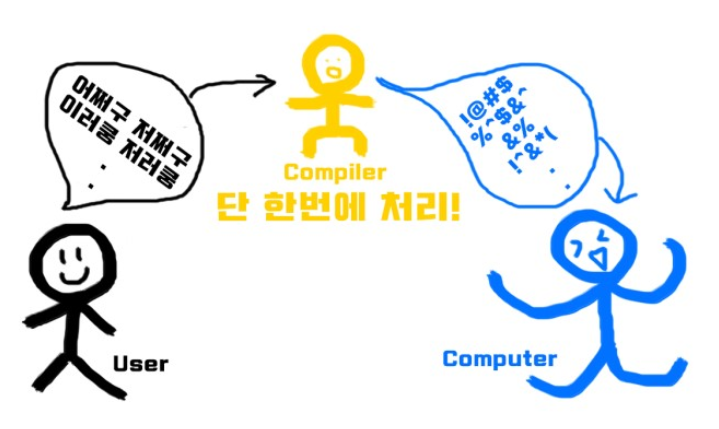 어쩌구 저쩌구
이러쿵 저러쿵
.
.
Compiler
단 한번에 처리!
!@#$
%^$&^
&%
!^&*\
.
.
User
Computer